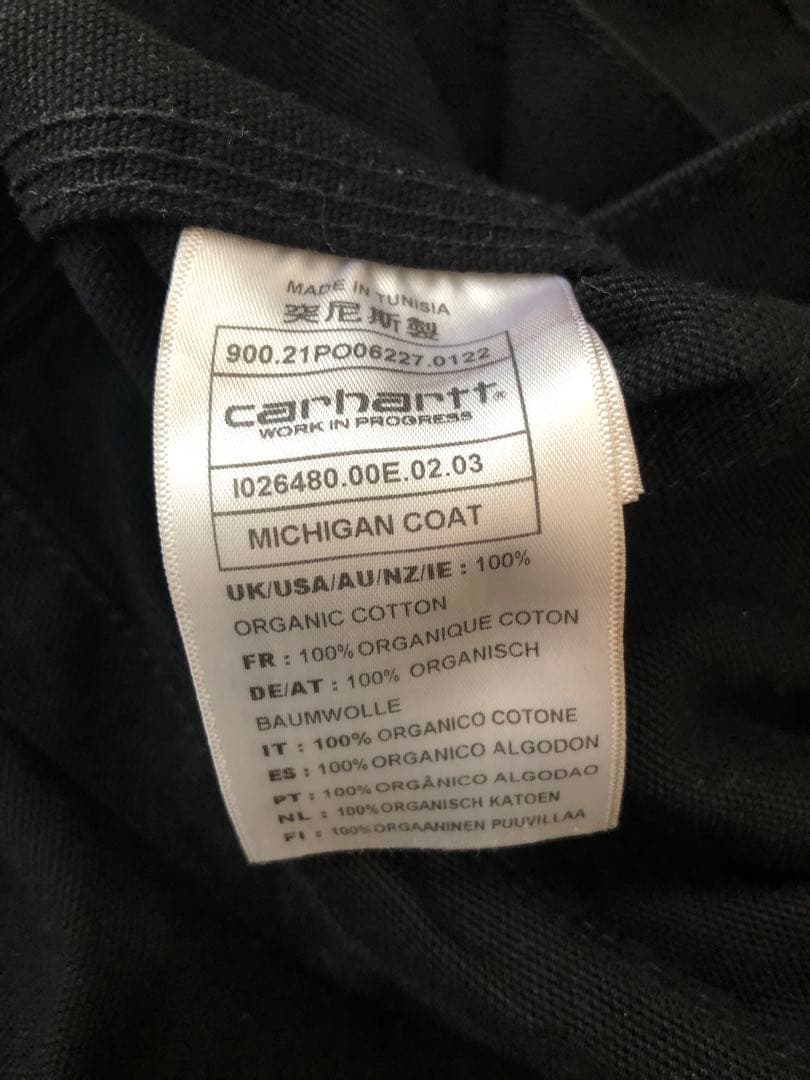 MADE IN TUNISIA
突尼斯製
900.21PO06227.0122
carhartt®
WORK IN PROGRESS
I026480.00E.02.03
MICHIGAN COAT
UK/USA/AU/NZ/IE : 100%
ORGANIC COTTON
FR : 100% ORGANIQUE COTON
DE/AT : 100% ORGANISCH
BAUMWOLLE
IT : 100% ORGANICO COTONE
ES : 100% ORGANICO ALGODON
PT : 100% ORGÂNICO ALGODAO
NL : 100%ORGANISCH KATOEN
FI : 100%ORGAANINEN PUUVILLAA